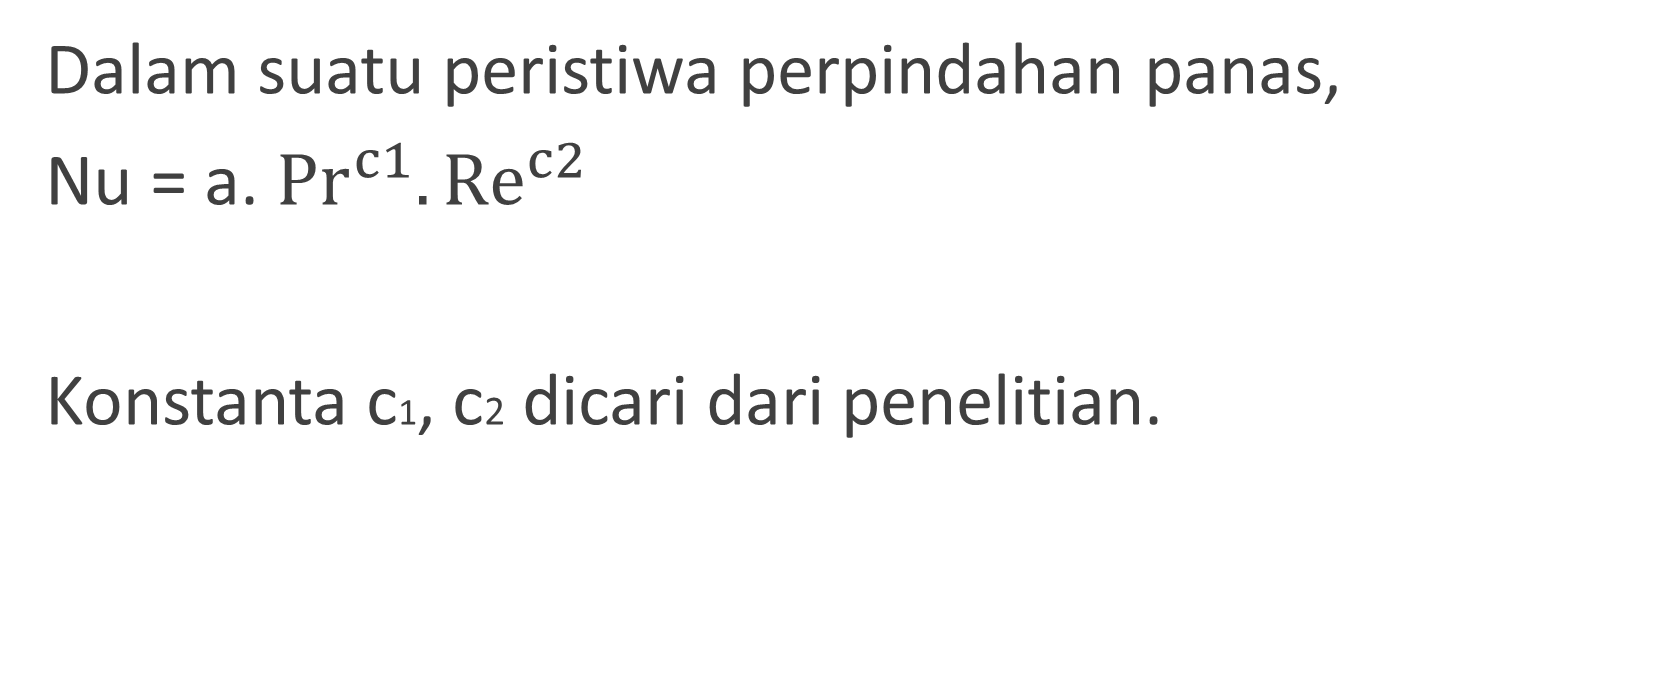 Dalam suatu peristiwa perpindahan panas,
Nu = a. Pr^c1. Re^c2
Konstanta c₁, c₂ dicari dari penelitian.